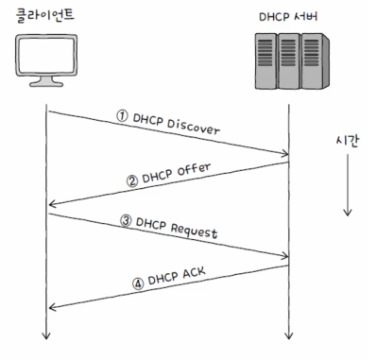 클라이언트
DHCP 서버
① DHCP Discover
시간
② DHCP Offer
③ DHCP Request
④ DHCP ACK